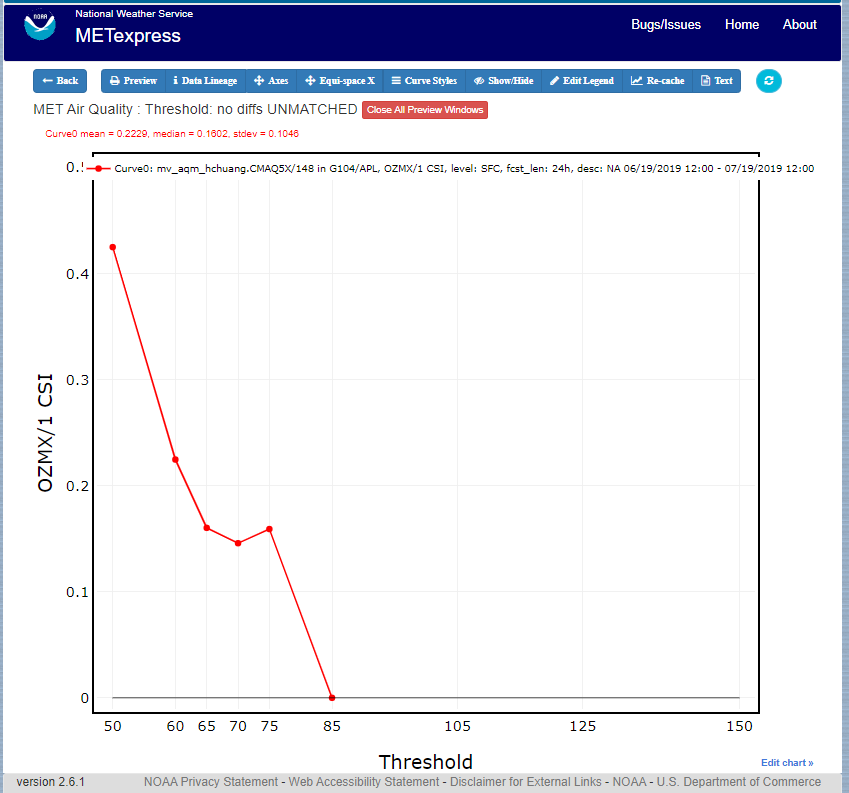 NOAA
National Weather Service
METexpress
Bugs/Issues Home About
Back Preview Data Lineage Axes Equi-space X Curve Styles Show/Hide Edit Legend Re-cache Text
MET Air Quality : Threshold: no diffs UNMATCHED Close All Preview Windows
Curve0 mean = 0.2229, median = 0.1602, stdev = 0.1046
Curve0: mv_aqm_hchuang.CMAQ5X/148 in G104/APL, OZMX/1 CSI, level: SFC, fcst_len: 24h, desc: NA 06/19/2019 12:00 - 07/19/2019 12:00
0.4
0.3
0.2
0.1
0
OZMX/1 CSI
50 60 65 70 75 85 105 125 150
Threshold
Edit chart »
version 2.6.1 NOAA Privacy Statement - Web Accessibility Statement - Disclaimer for External Links - NOAA - U.S. Department of Commerce